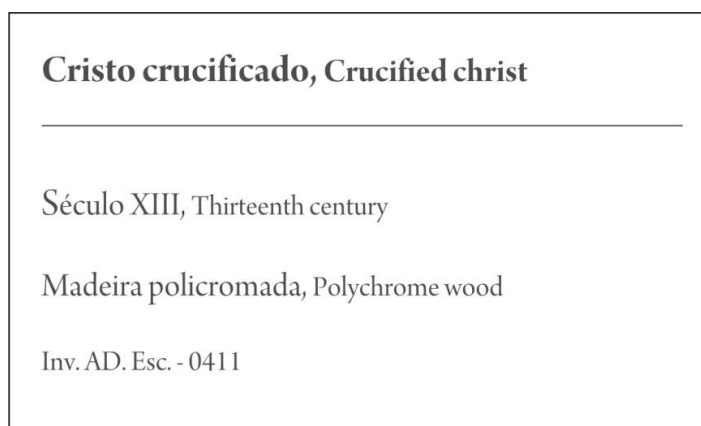 Cristo crucificado, Crucified christ
Século XIII, Thirteenth century
Madeira policromada, Polychrome wood
Inv. AD. Esc. - 0411